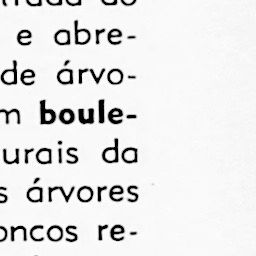 e abre-
de árvo-
m boule-
urais da
s árvores
oncos re-